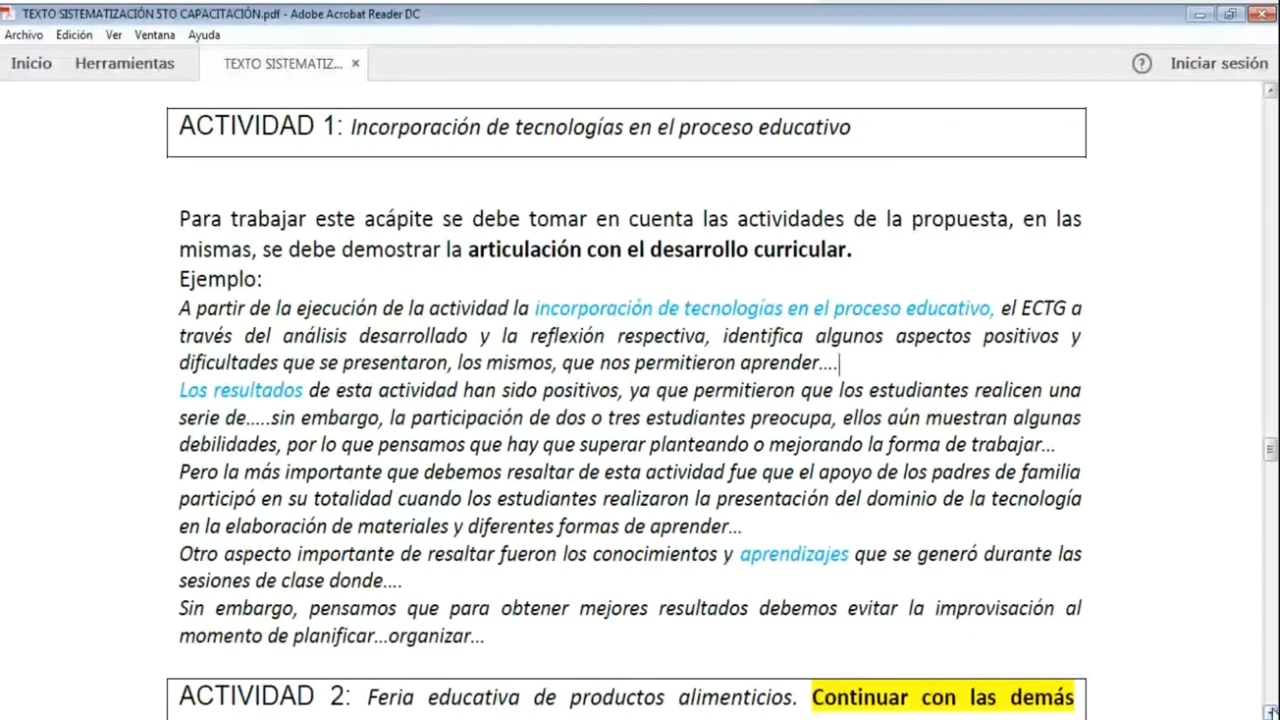 TEXTO SISTEMATIZACIÓN 5TO CAPACITACIÓN.pdf - Adobe Acrobat Reader DC
Archivo Edición Ver Ventana Ayuda
Inicio Herramientas TEXTO SISTEMATIZ... × ? Iniciar sesión
ACTIVIDAD 1: Incorporación de tecnologías en el proceso educativo
Para trabajar este acápite se debe tomar en cuenta las actividades de la propuesta, en las
mismas, se debe demostrar la articulación con el desarrollo curricular.
Ejemplo:
A partir de la ejecución de la actividad la incorporación de tecnologías en el proceso educativo, el ECTG a
través del análisis desarrollado y la reflexión respectiva, identifica algunos aspectos positivos y
dificultades que se presentaron, los mismos, que nos permitieron aprender....
Los resultados de esta actividad han sido positivos, ya que permitieron que los estudiantes realicen una
serie de.....sin embargo, la participación de dos o tres estudiantes preocupa, ellos aún muestran algunas
debilidades, por lo que pensamos que hay que superar planteando o mejorando la forma de trabajar...
Pero la más importante que debemos resaltar de esta actividad fue que el apoyo de los padres de familia
participó en su totalidad cuando los estudiantes realizaron la presentación del dominio de la tecnología
en la elaboración de materiales y diferentes formas de aprender...
Otro aspecto importante de resaltar fueron los conocimientos y aprendizajes que se generó durante las
sesiones de clase donde....
Sin embargo, pensamos que para obtener mejores resultados debemos evitar la improvisación al
momento de planificar...organizar...
ACTIVIDAD 2: Feria educativa de productos alimenticios. Continuar con las demás